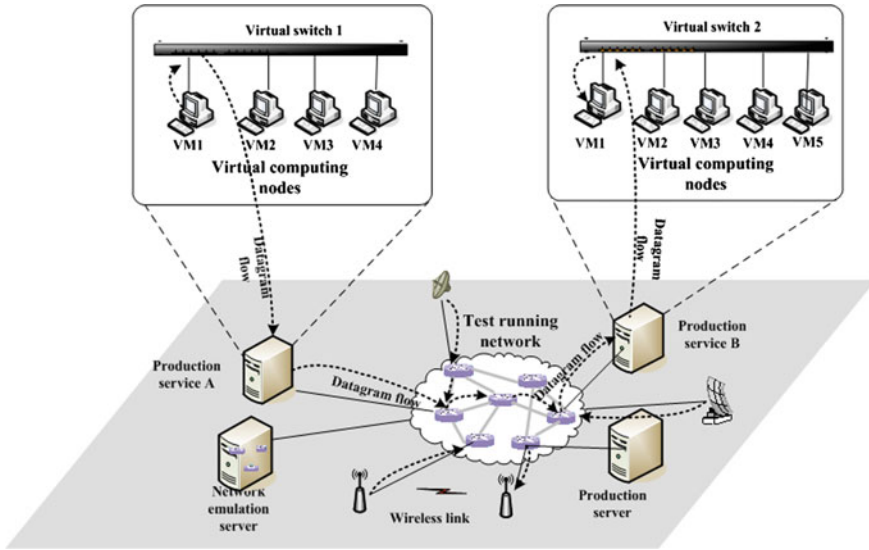 Virtual switch 1
VM1
VM2
VM3
VM4
Virtual computing
nodes
Virtual switch 2
VM1
VM2
VM3
VM4
VM5
Virtual computing
nodes
Datagram
flow
Datagram
flow
Test running
network
Production
service A
Production
service B
Datagram flow
Datagram flow
Network
emulation
server
Wireless link
Production
server